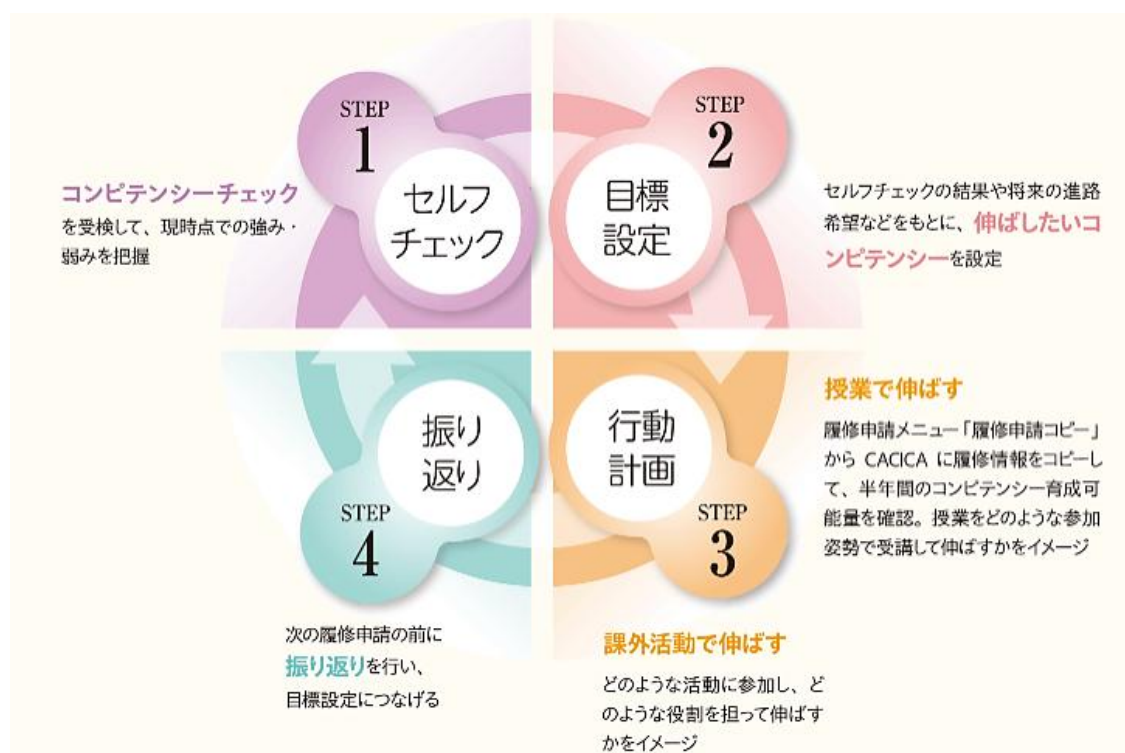 STEP
1
セルフ
チェック
コンピテンシーチェック
を受検して、現時点での強み・
弱みを把握
STEP
2
目標
設定
セルフチェックの結果や将来の進路
希望などをもとに、伸ばしたいコ
ンピテンシーを設定
行動
計画
STEP
3
授業で伸ばす
履修申請メニュー「履修申請コピー」
から CACICA に履修情報をコピーし
て、半年間のコンピテンシー育成可
能量を確認。授業をどのような参加
姿勢で受講して伸ばすかをイメージ
課外活動で伸ばす
どのような活動に参加し、ど
のような役割を担って伸ばす
かをイメージ
振り
返り
STEP
4
次の履修申請の前に
振り返りを行い、
目標設定につなげる